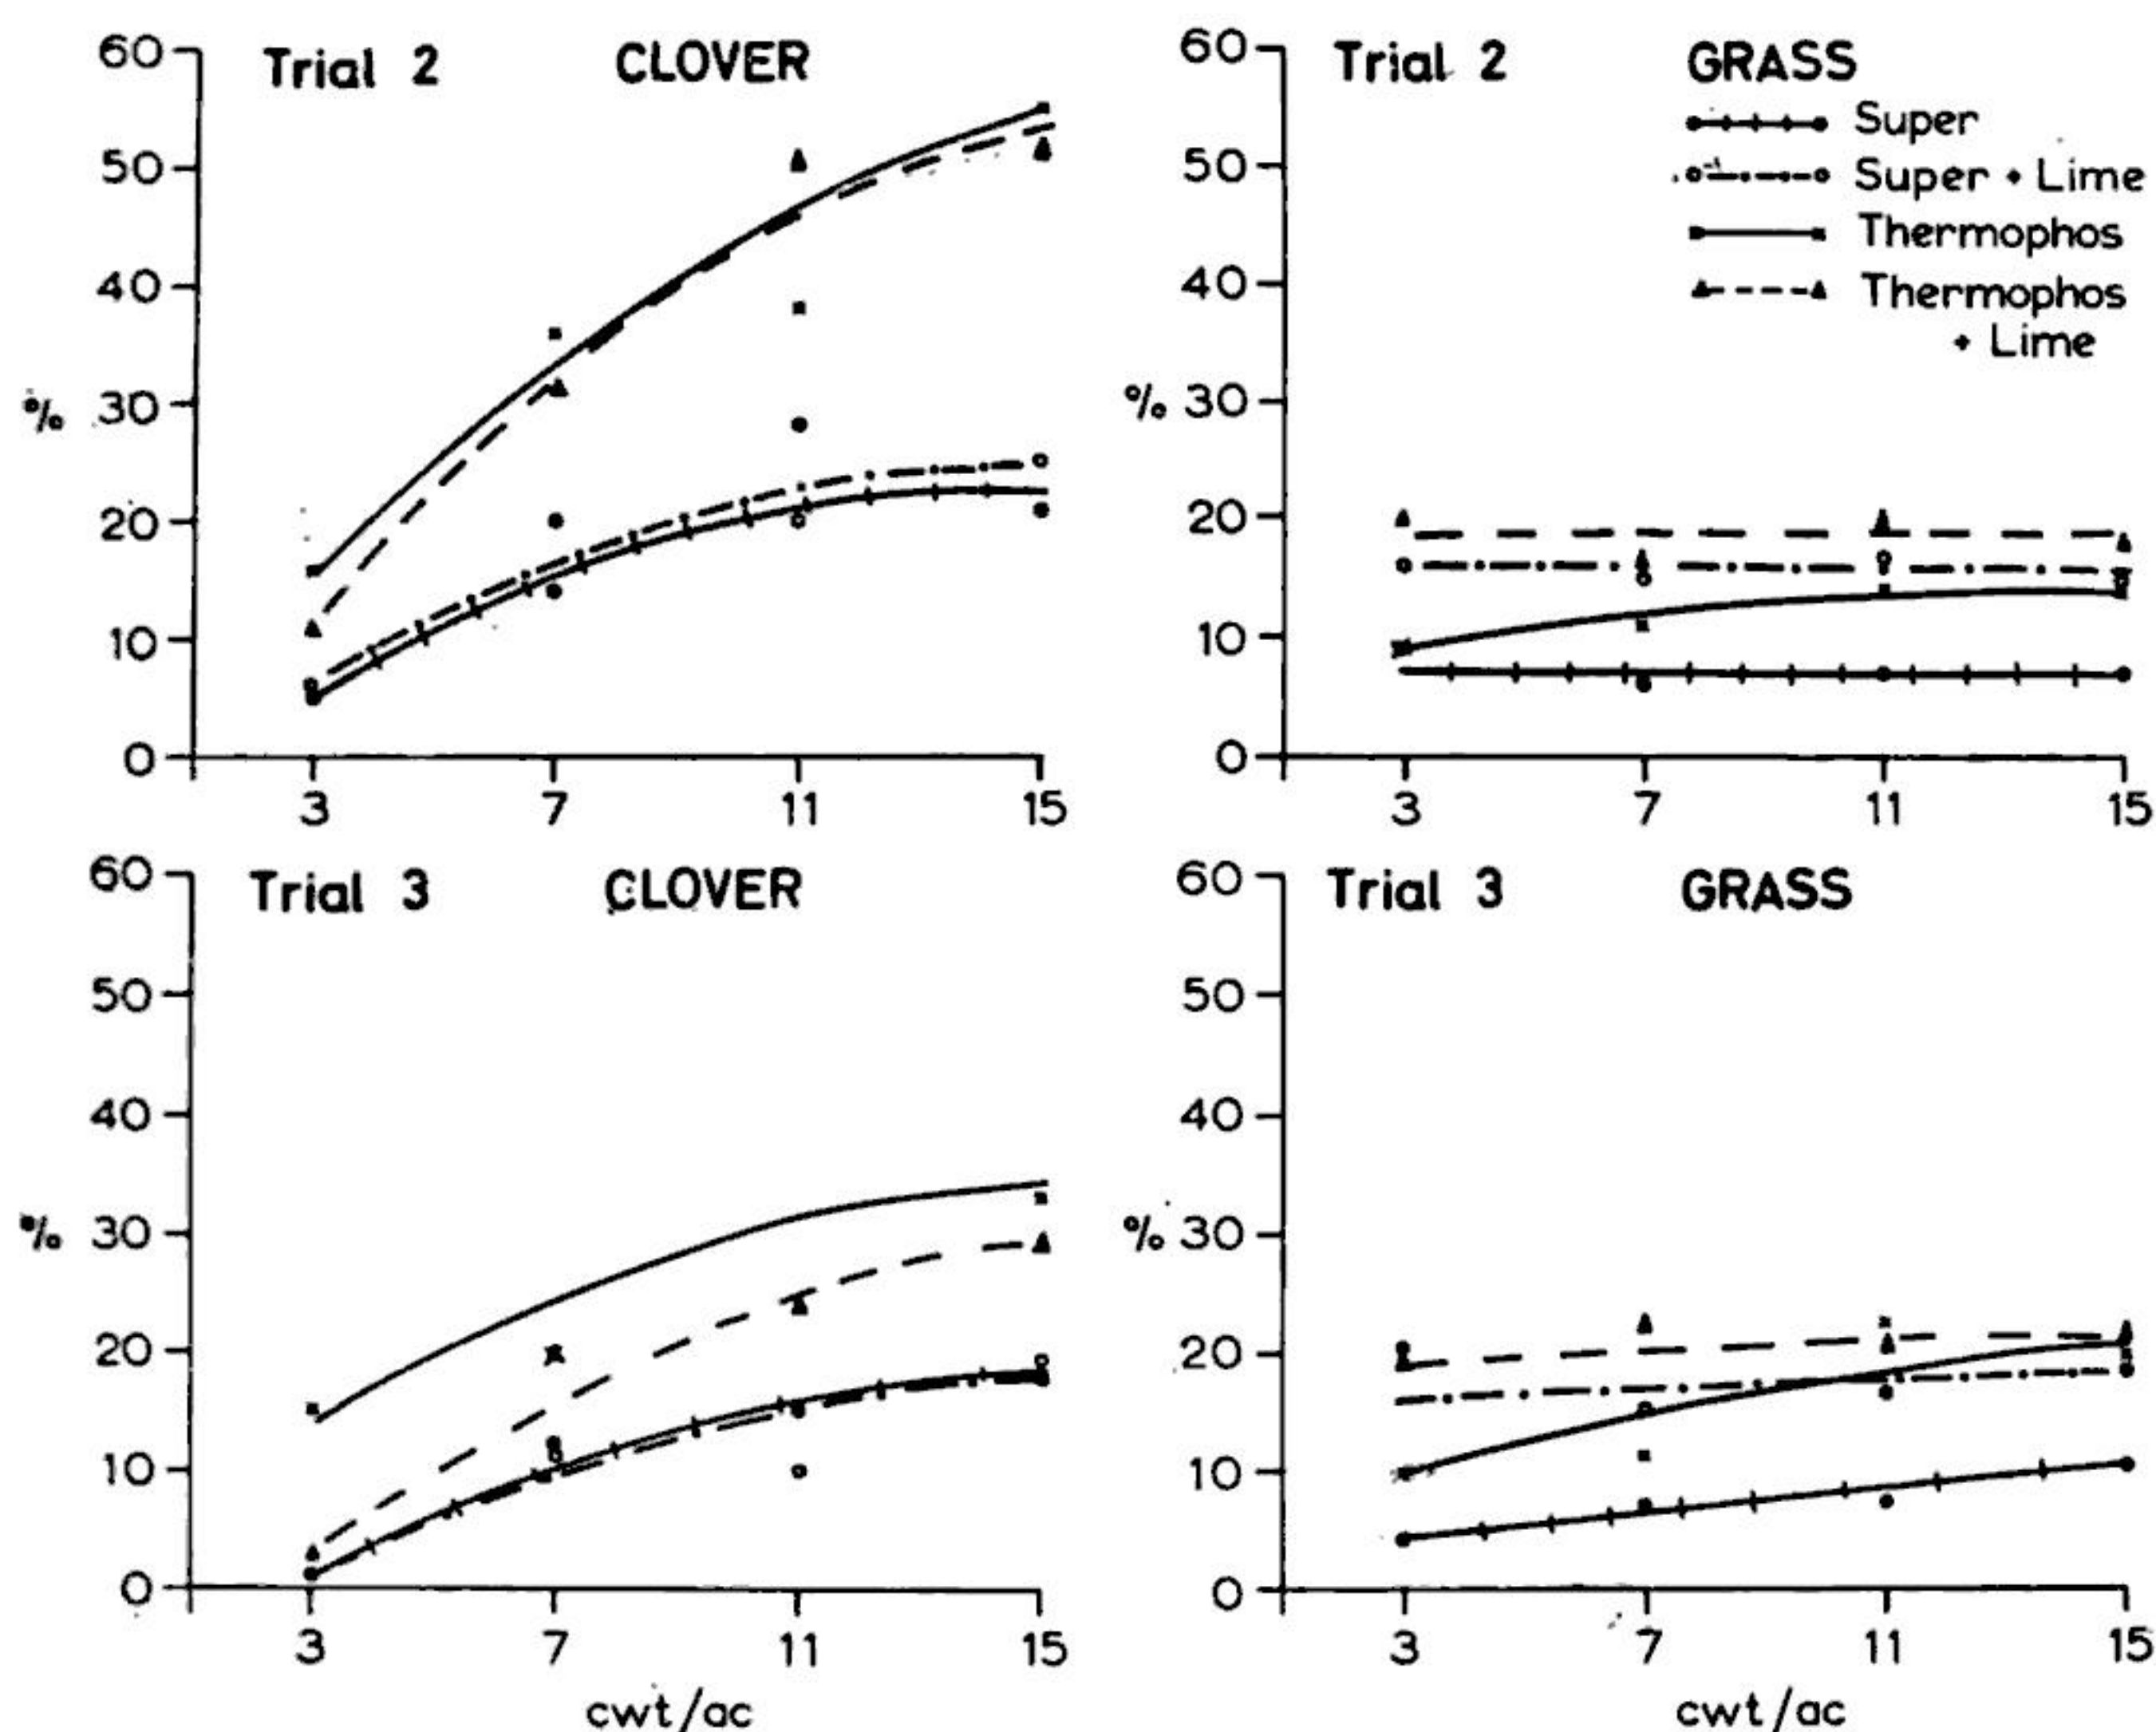 Trial 2 CLOVER
60
50
40
% 30
20
10
0
3 7 11 15
Trial 2 GRASS
Super
Super + Lime
Thermophos
Thermophos
+ Lime
60
50
40
% 30
20
10
0
3 7 11 15
Trial 3 CLOVER
60
50
40
% 30
20
10
0
3 7 11 15
cwt/ac
Trial 3 GRASS
60
50
40
% 30
20
10
0
3 7 11 15
cwt/ac